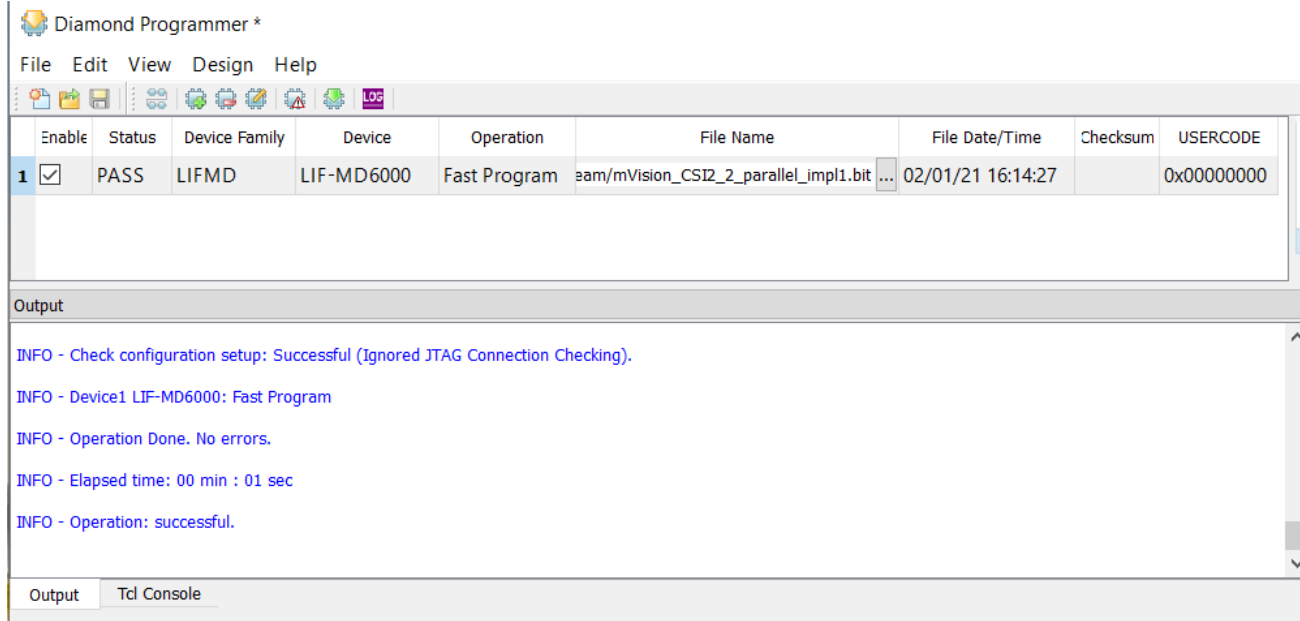 Diamond Programmer *
File Edit View Design Help
LOG
Enable Status Device Family Device Operation File Name File Date/Time Checksum USERCODE
1 PASS LIFMD LIF-MD6000 Fast Program eam/mVision_CSI2_2_parallel_impl1.bit ... 02/01/21 16:14:27 0x00000000
Output
INFO - Check configuration setup: Successful (Ignored JTAG Connection Checking).
INFO - Device1 LIF-MD6000: Fast Program
INFO - Operation Done. No errors.
INFO - Elapsed time: 00 min : 01 sec
INFO - Operation: successful.
Output Tcl Console